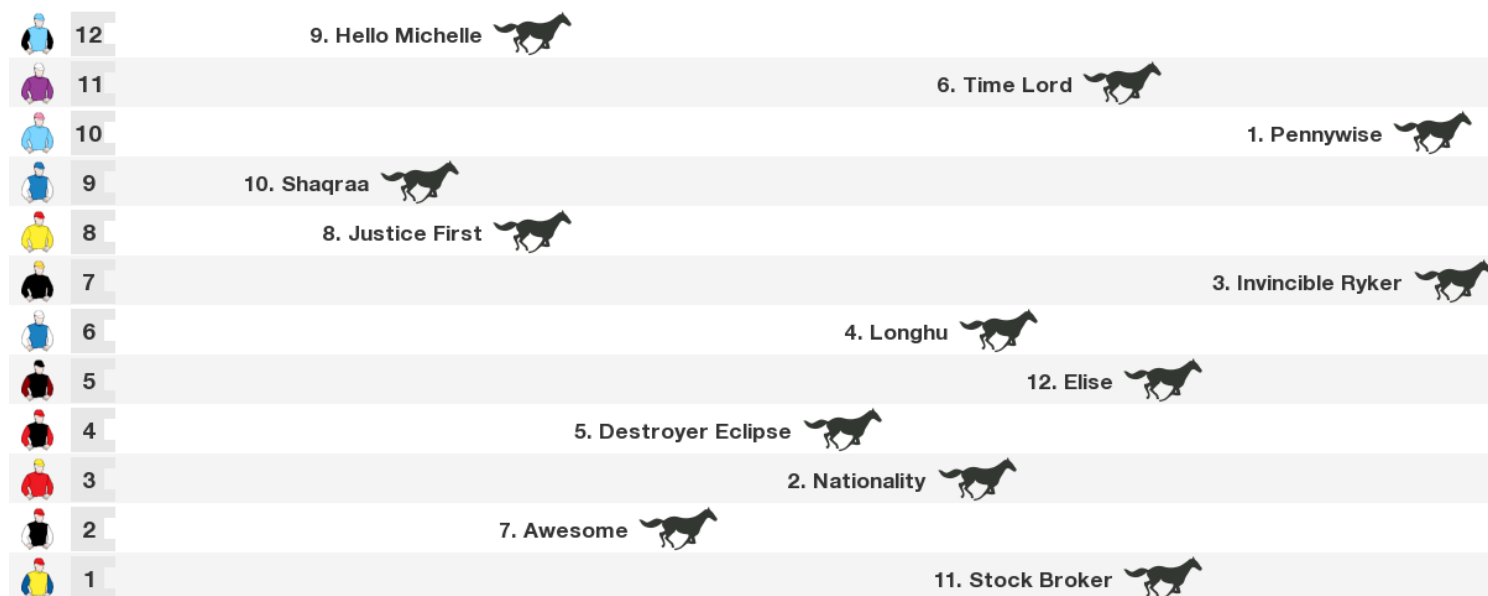 12 9. Hello Michelle
11 6. Time Lord
10 1. Pennywise
9 10. Shaqraa
8 8. Justice First
7 3. Invincible Ryker
6 4. Longhu
5 12. Elise
4 5. Destroyer Eclipse
3 2. Nationality
2 7. Awesome
1 11. Stock Broker